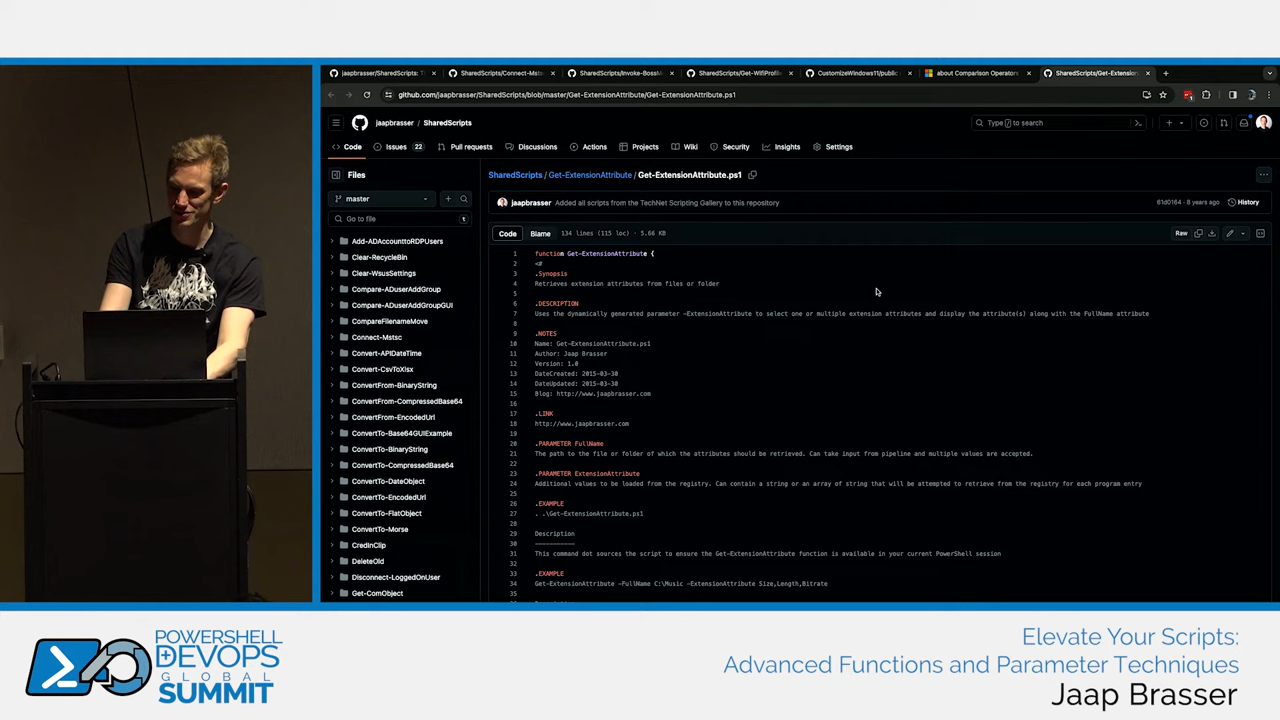 jaapbrasser/SharedScripts: T
SharedScripts/Connect-Mste
SharedScripts/Invoke-BossM
SharedScripts/Get-WifiProfil
CustomizeWindows11/public
about Comparison Operators
SharedScripts/Get-Extension
github.com/jaapbrasser/SharedScripts/blob/master/Get-ExtensionAttribute/Get-ExtensionAttribute.ps1
jaapbrasser / SharedScripts
Type / to search
Code
Issues 22
Pull requests
Discussions
Actions
Projects
Wiki
Security
Insights
Settings
Files
master
Go to file
t
Add-ADAccounttoRDPUsers
Clear-RecycleBin
Clear-WsusSettings
Compare-ADuserAddGroup
Compare-ADuserAddGroupGUI
CompareFilenameMove
Connect-Mstsc
Convert-APIDateTime
Convert-CsvToXlsx
ConvertFrom-BinaryString
ConvertFrom-CompressedBase64
ConvertFrom-EncodedUrl
ConvertTo-Base64GUIExample
ConvertTo-BinaryString
ConvertTo-CompressedBase64
ConvertTo-DateObject
ConvertTo-EncodedUrl
ConvertTo-FlatObject
ConvertTo-Morse
CredInClip
DeleteOld
Disconnect-LoggedOnUser
Get-ComObject
SharedScripts / Get-ExtensionAttribute / Get-ExtensionAttribute.ps1
jaapbrasser Added all scripts from the TechNet Scripting Gallery to this repository
61d0164 · 8 years ago
History
Code
Blame
134 lines (115 loc) · 5.66 KB
Raw
1 function Get-ExtensionAttribute {
2 <#
3 .Synopsis
4 Retrieves extension attributes from files or folder
5
6 .DESCRIPTION
7 Uses the dynamically generated parameter -ExtensionAttribute to select one or multiple extension attributes and display the attribute(s) along with the FullName attribute
8
9 .NOTES
10 Name: Get-ExtensionAttribute.ps1
11 Author: Jaap Brasser
12 Version: 1.0
13 DateCreated: 2015-03-30
14 DateUpdated: 2015-03-30
15 Blog: http://www.jaapbrasser.com
16
17 .LINK
18 http://www.jaapbrasser.com
19
20 .PARAMETER FullName
21 The path to the file or folder of which the attributes should be retrieved. Can take input from pipeline and multiple values are accepted.
22
23 .PARAMETER ExtensionAttribute
24 Additional values to be loaded from the registry. Can contain a string or an array of string that will be attempted to retrieve from the registry for each program entry
25
26 .EXAMPLE
27 . .\Get-ExtensionAttribute.ps1
28
29 Description
30 -----------
31 This command dot sources the script to ensure the Get-ExtensionAttribute function is available in your current PowerShell session
32
33 .EXAMPLE
34 Get-ExtensionAttribute -FullName C:\Music -ExtensionAttribute Size,Length,Bitrate
35
POWERSHELL
+DEVOPS
GLOBAL
SUMMIT
Elevate Your Scripts:
Advanced Functions and Parameter Techniques
Jaap Brasser